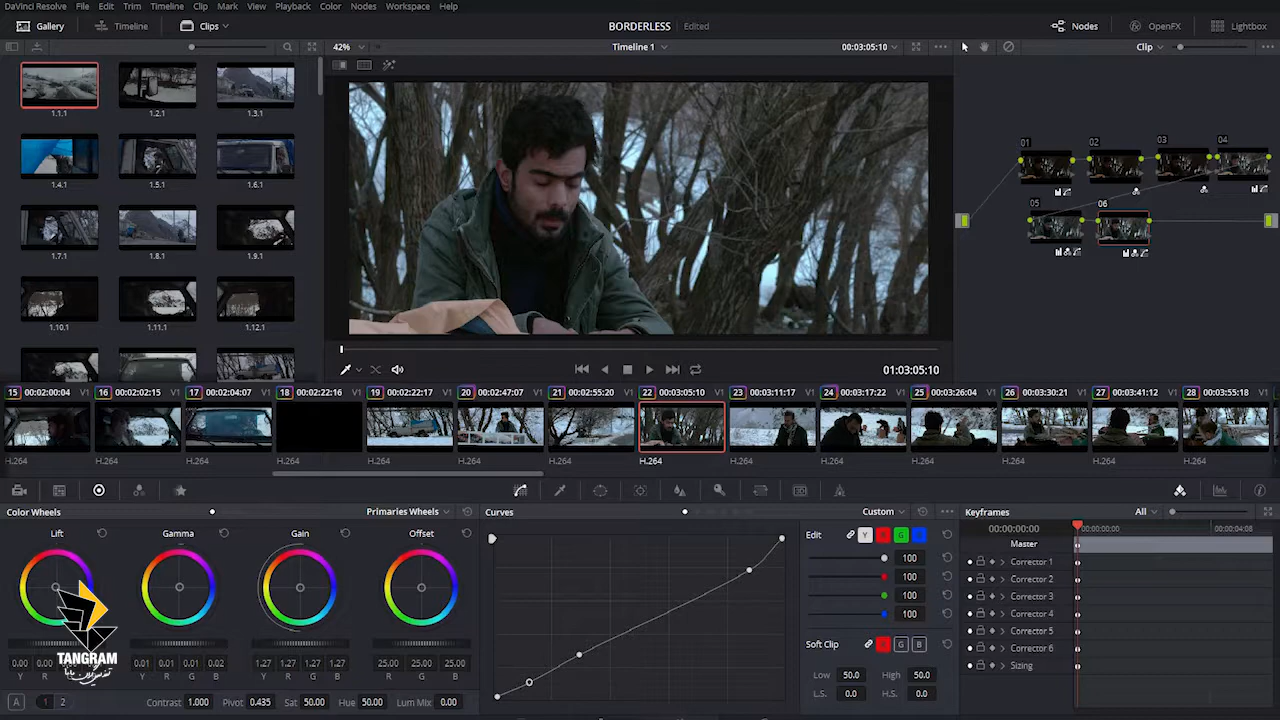 DaVinci Resolve File Edit Trim Timeline Clip Mark View Playback Color Nodes Workspace Help
Gallery Timeline Clips BORDERLESS Edited Nodes OpenFX Lightbox
42% Timeline 1 00:03:05:10 Clip
1.1.1 1.2.1 1.3.1
1.4.1 1.5.1 1.6.1
1.7.1 1.8.1 1.9.1
1.10.1 1.11.1 1.12.1
01 02 03 04
05 06
01:03:05:10
15 00:02:00:04 V1 16 00:02:02:15 V1 17 00:02:04:07 V1 18 00:02:22:16 V1 19 00:02:22:17 V1 20 00:02:47:07 V1 21 00:02:55:20 V1 22 00:03:05:10 V1 23 00:03:11:17 V1 24 00:03:17:22 V1 25 00:03:26:04 V1 26 00:03:30:21 V1 27 00:03:41:12 V1 28 00:03:55:18 V1
H.264 H.264 H.264 H.264 H.264 H.264 H.264 H.264 H.264 H.264 H.264 H.264 H.264 H.264
Color Wheels Primaries Wheels Curves Custom Keyframes All
Lift Gamma Gain Offset
Edit Y R G B
100
100
100
100
Soft Clip R G B
Low 50.0 High 50.0
L.S. 0.0 H.S. 0.0
00:00:00:00 00:00:00:00 00:00:04:08
Master
Corrector 1
Corrector 2
Corrector 3
Corrector 4
Corrector 5
Corrector 6
Sizing
TANGRAM
0.00 0.00 0.01 0.01 0.01 0.02 1.27 1.27 1.27 1.27 25.00 25.00 25.00
Y R G B Y R G B Y R G B R G B
A 1 2 Contrast 1.000 Pivot 0.435 Sat 50.00 Hue 50.00 Lum Mix 0.00